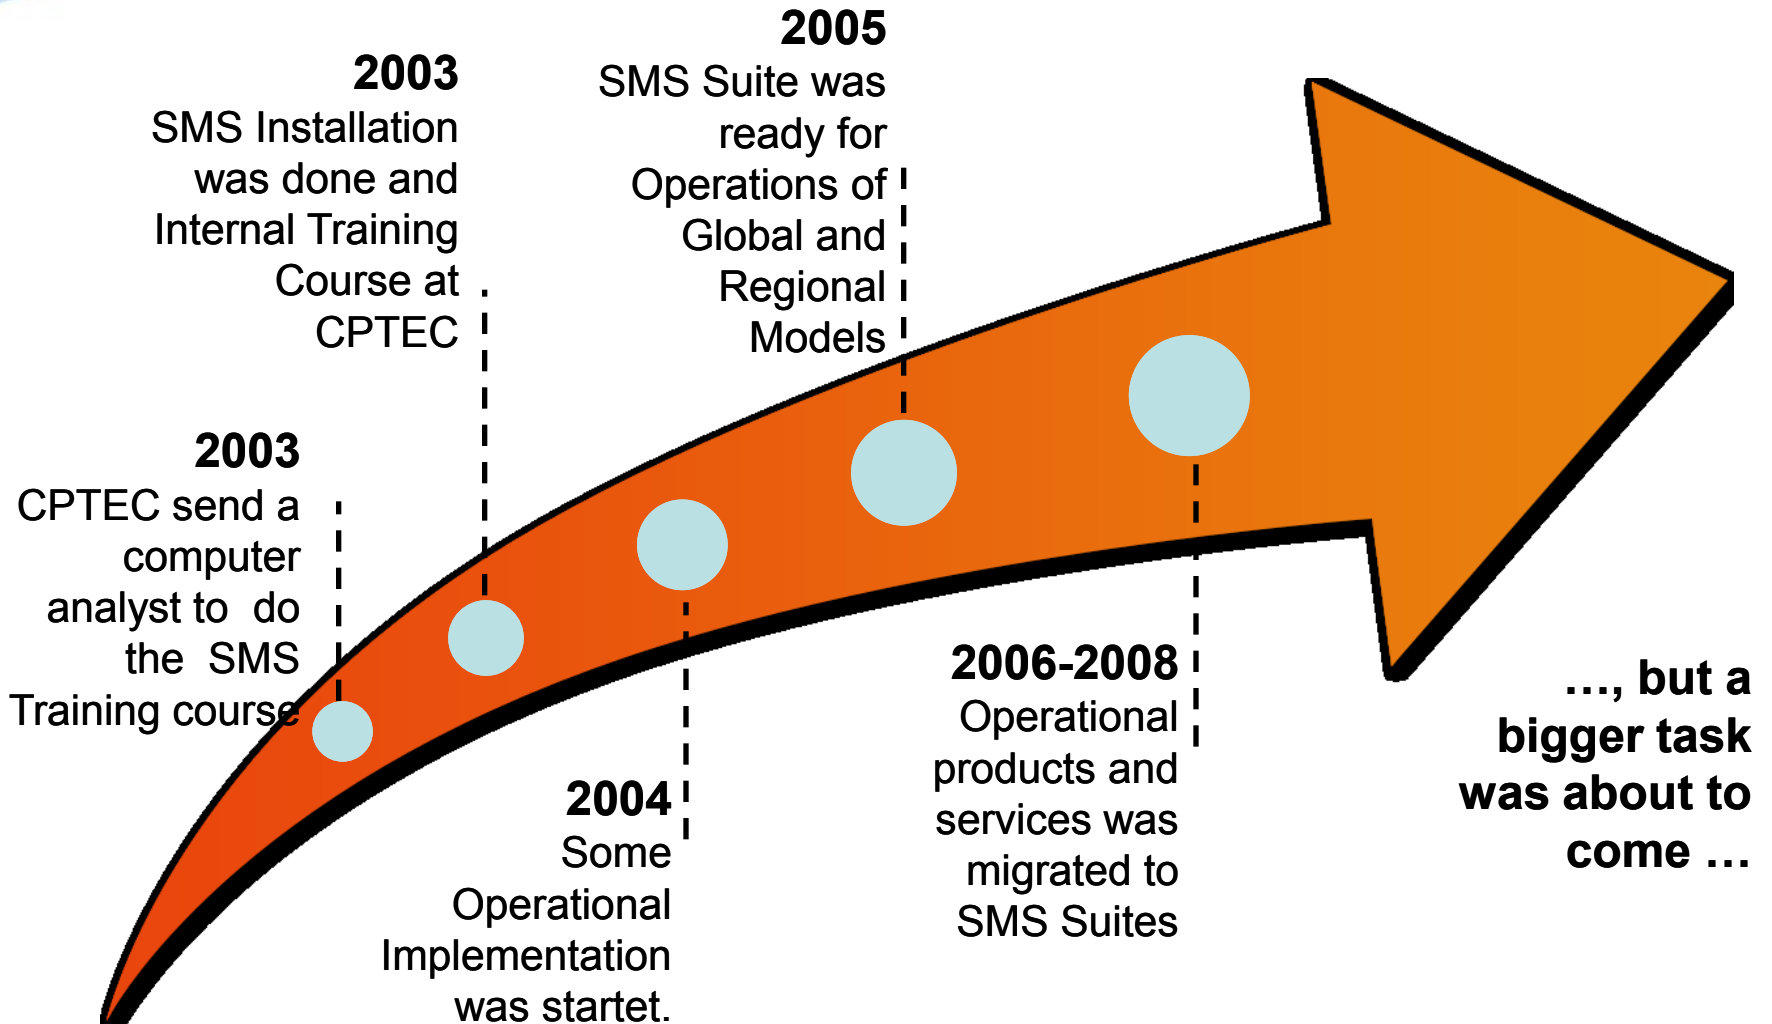 2003
CPTEC send a
computer
analyst to  do
the  SMS
Training course
2003
SMS Installation
was done and
Internal Training
Course at
CPTEC
2004
Some
Operational
Implementation
was startet.
2005
SMS Suite was
ready for
Operations of
Global and
Regional
Models
2006-2008
Operational
products and
services was
migrated to
SMS Suites
…, but a
bigger task
was about to
come …